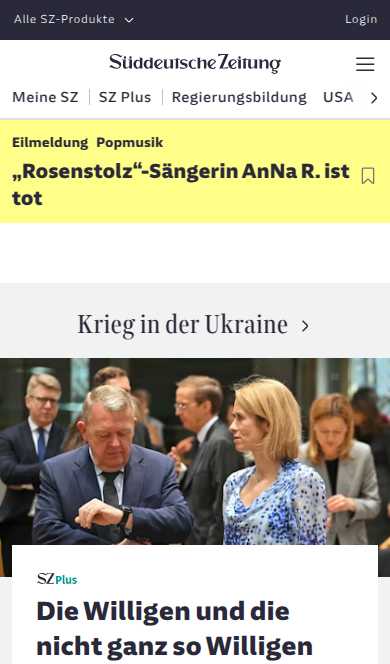 Alle SZ-Produkte
Login
Süddeutsche Zeitung
Meine SZ SZ Plus Regierungsbildung USA
Eilmeldung Popmusik
„Rosenstolz“-Sängerin AnNa R. ist
tot
Krieg in der Ukraine
SZ Plus
Die Willigen und die
nicht ganz so Willigen